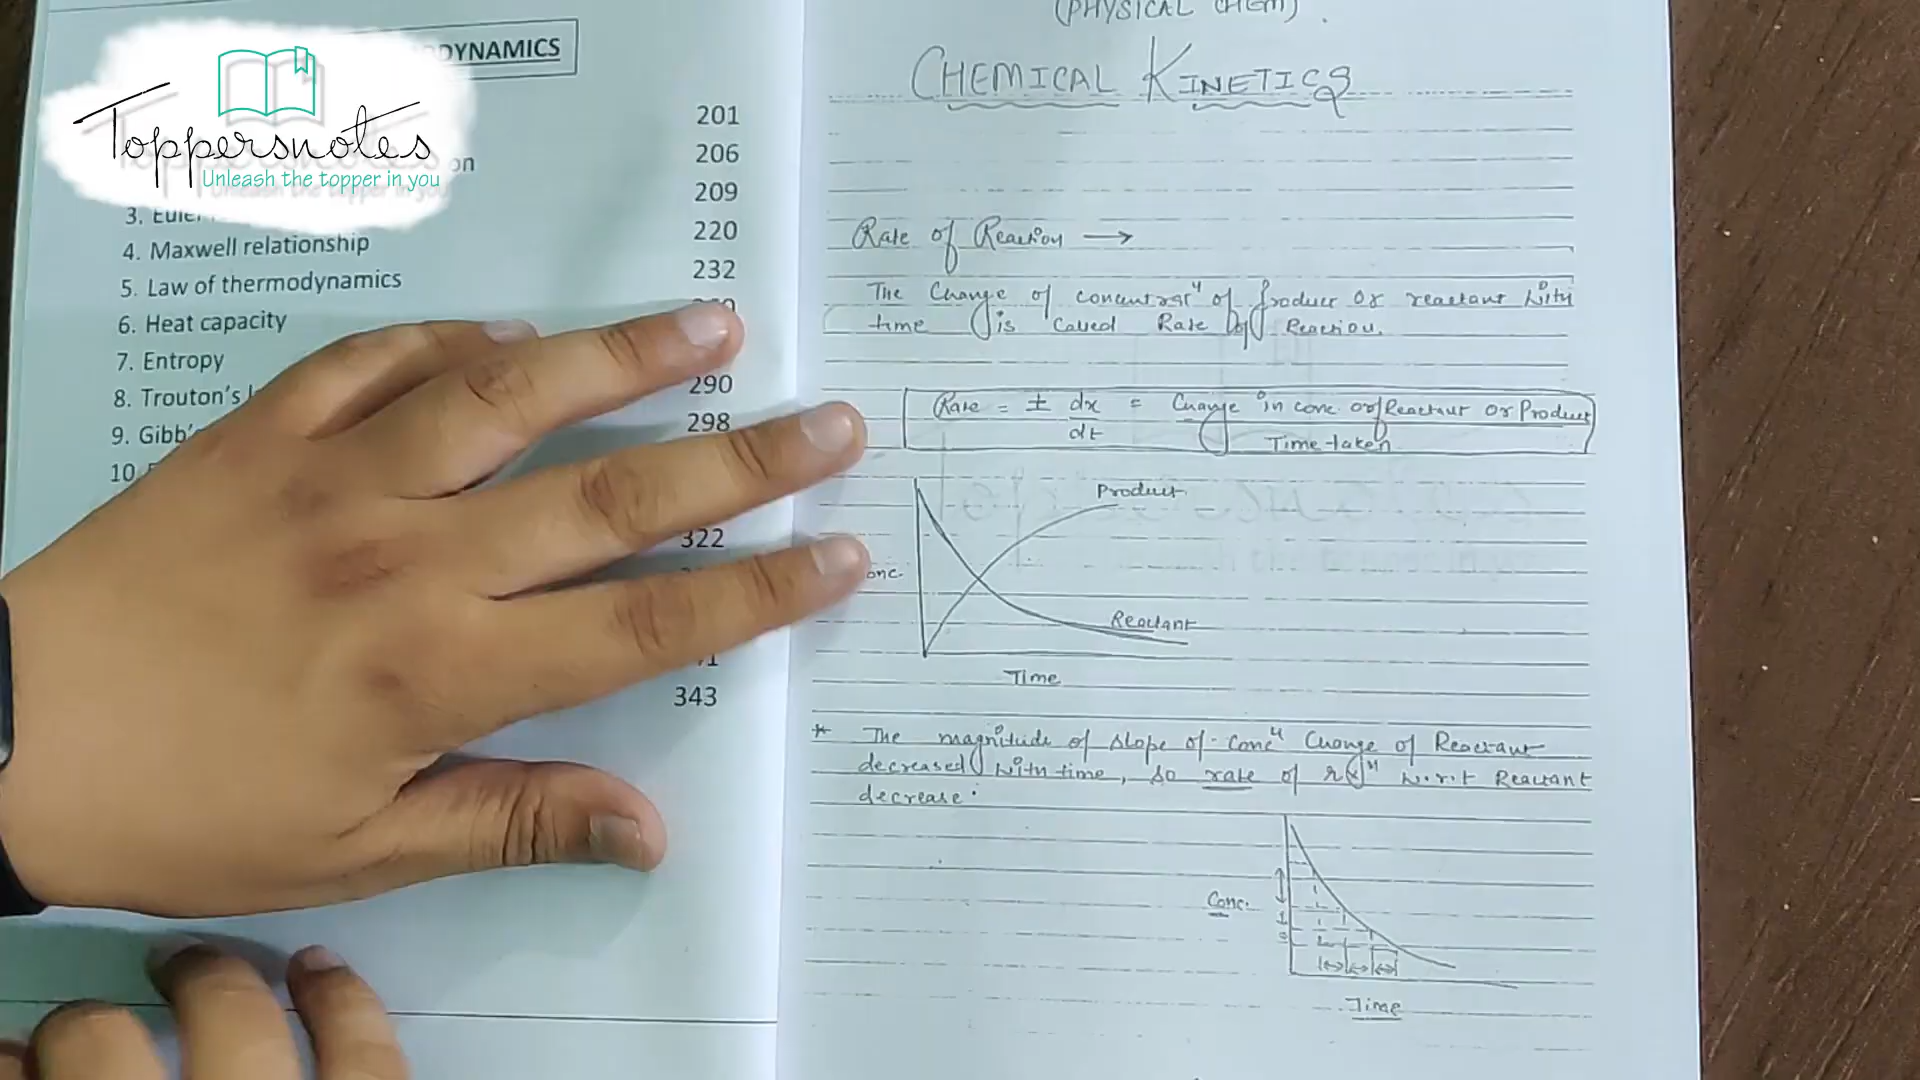 Toppersnotes
Unleash the topper in you
ODYNAMICS
201
on 206
3. Euler 209
4. Maxwell relationship 220
5. Law of thermodynamics 232
6. Heat capacity
7. Entropy
8. Trouton's 290
9. Gibb's 298
10.
322
343
(PHYSICAL CHEM).
CHEMICAL KINETICS
Rate of Reaction →
The Change of concentratⁿ of product or reactant with
time is called Rate of Reaction.
Rate = ± dx/dt = Change in conc of Reactant or Product / Time taken
Product
onc.
Reactant
Time
* The magnitude of slope of concⁿ Change of Reactant
decreased with time, so rate of rxⁿ w.r.t Reactant
decrease.
Conc.
Time